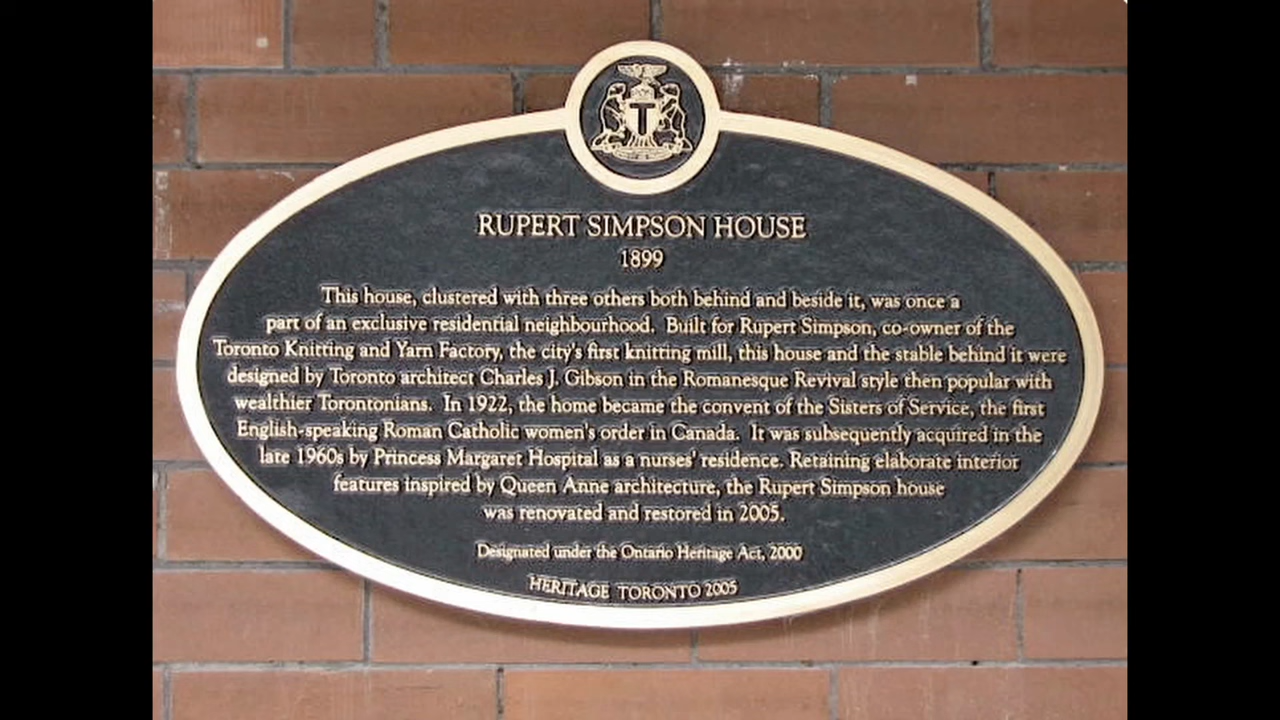 T
RUPERT SIMPSON HOUSE
1899
This house, clustered with three others both behind and beside it, was once a
part of an exclusive residential neighbourhood. Built for Rupert Simpson, co-owner of the
Toronto Knitting and Yarn Factory, the city's first knitting mill, this house and the stable behind it were
designed by Toronto architect Charles J. Gibson in the Romanesque Revival style then popular with
wealthier Torontonians. In 1922, the home became the convent of the Sisters of Service, the first
English-speaking Roman Catholic women's order in Canada. It was subsequently acquired in the
late 1960s by Princess Margaret Hospital as a nurses' residence. Retaining elaborate interior
features inspired by Queen Anne architecture, the Rupert Simpson house
was renovated and restored in 2005.
Designated under the Ontario Heritage Act, 2000
HERITAGE TORONTO 2005